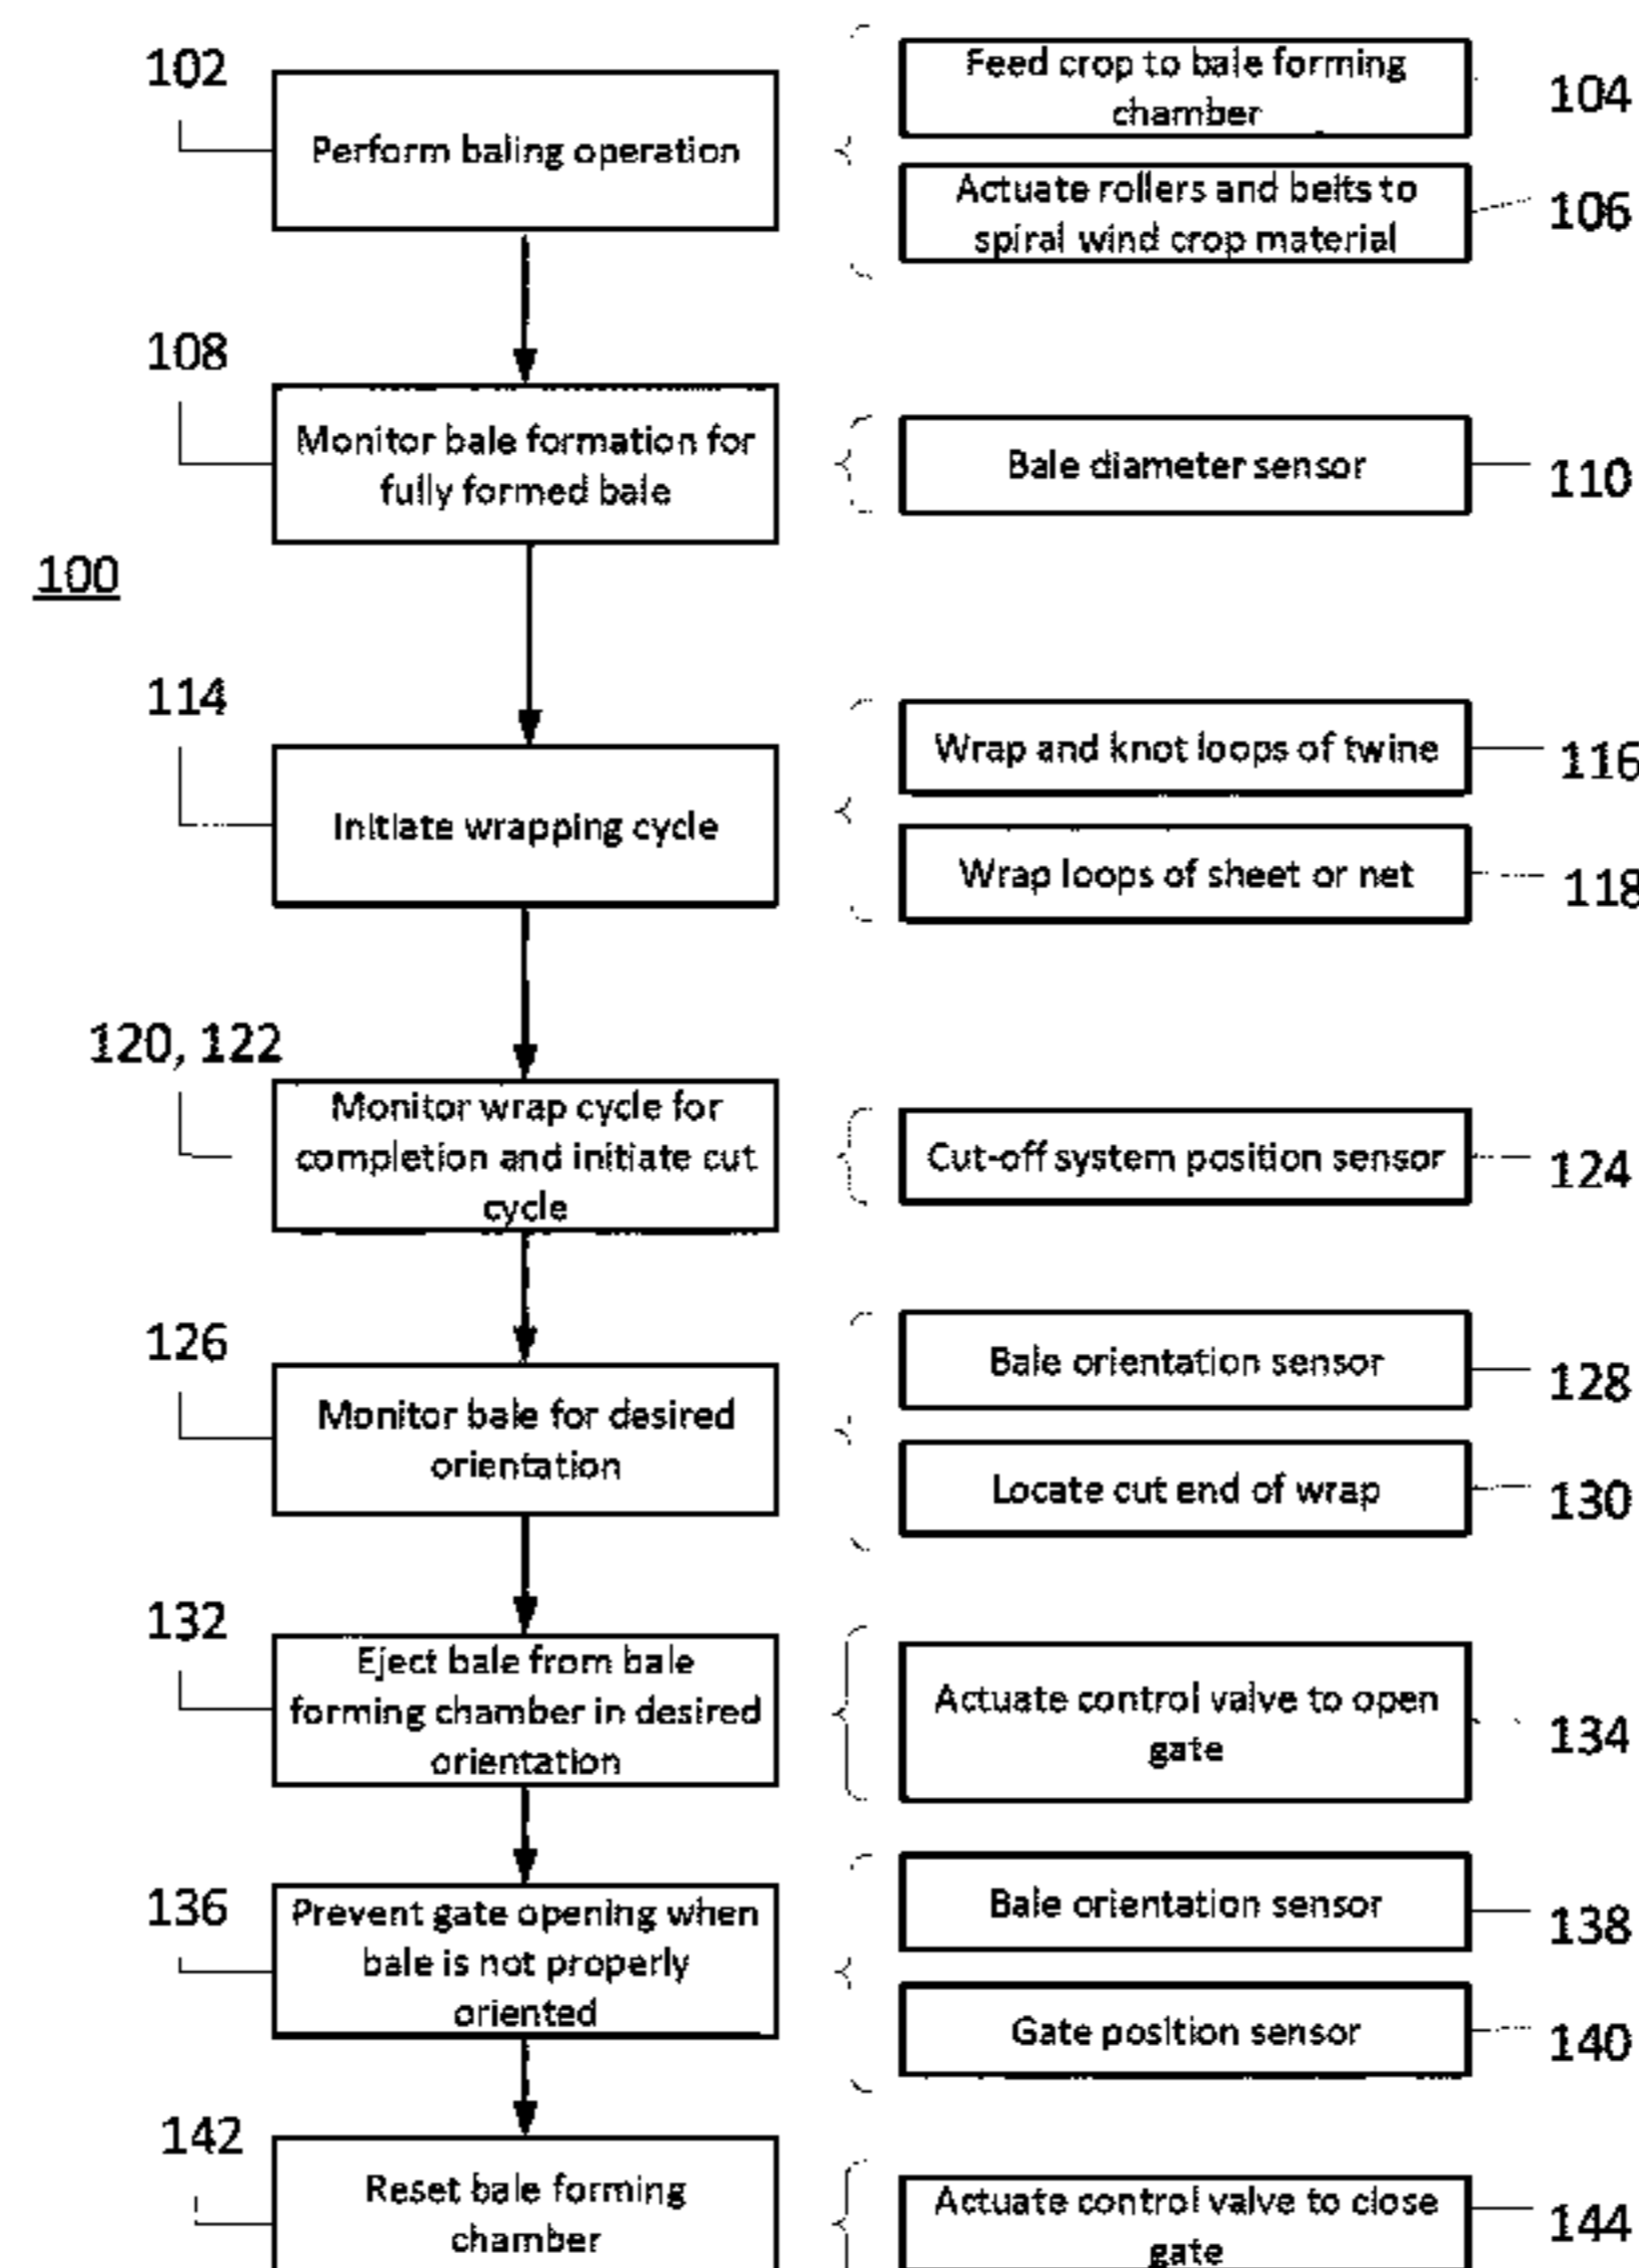 102
Perform baling operation
Feed crop to bale forming
chamber
104
Actuate rollers and belts to
spiral wind crop material
106
108
Monitor bale formation for
fully formed bale
Bale diameter sensor
110
100
114
Initiate wrapping cycle
Wrap and knot loops of twine
116
Wrap loops of sheet or net
118
120, 122
Monitor wrap cycle for
completion and initiate cut
cycle
Cut-off system position sensor
124
126
Monitor bale for desired
orientation
Bale orientation sensor
128
Locate cut end of wrap
130
132
Eject bale from bale
forming chamber in desired
orientation
Actuate control valve to open
gate
134
136
Prevent gate opening when
bale is not properly
oriented
Bale orientation sensor
138
Gate position sensor
140
142
Reset bale forming
chamber
Actuate control valve to close
gate
144